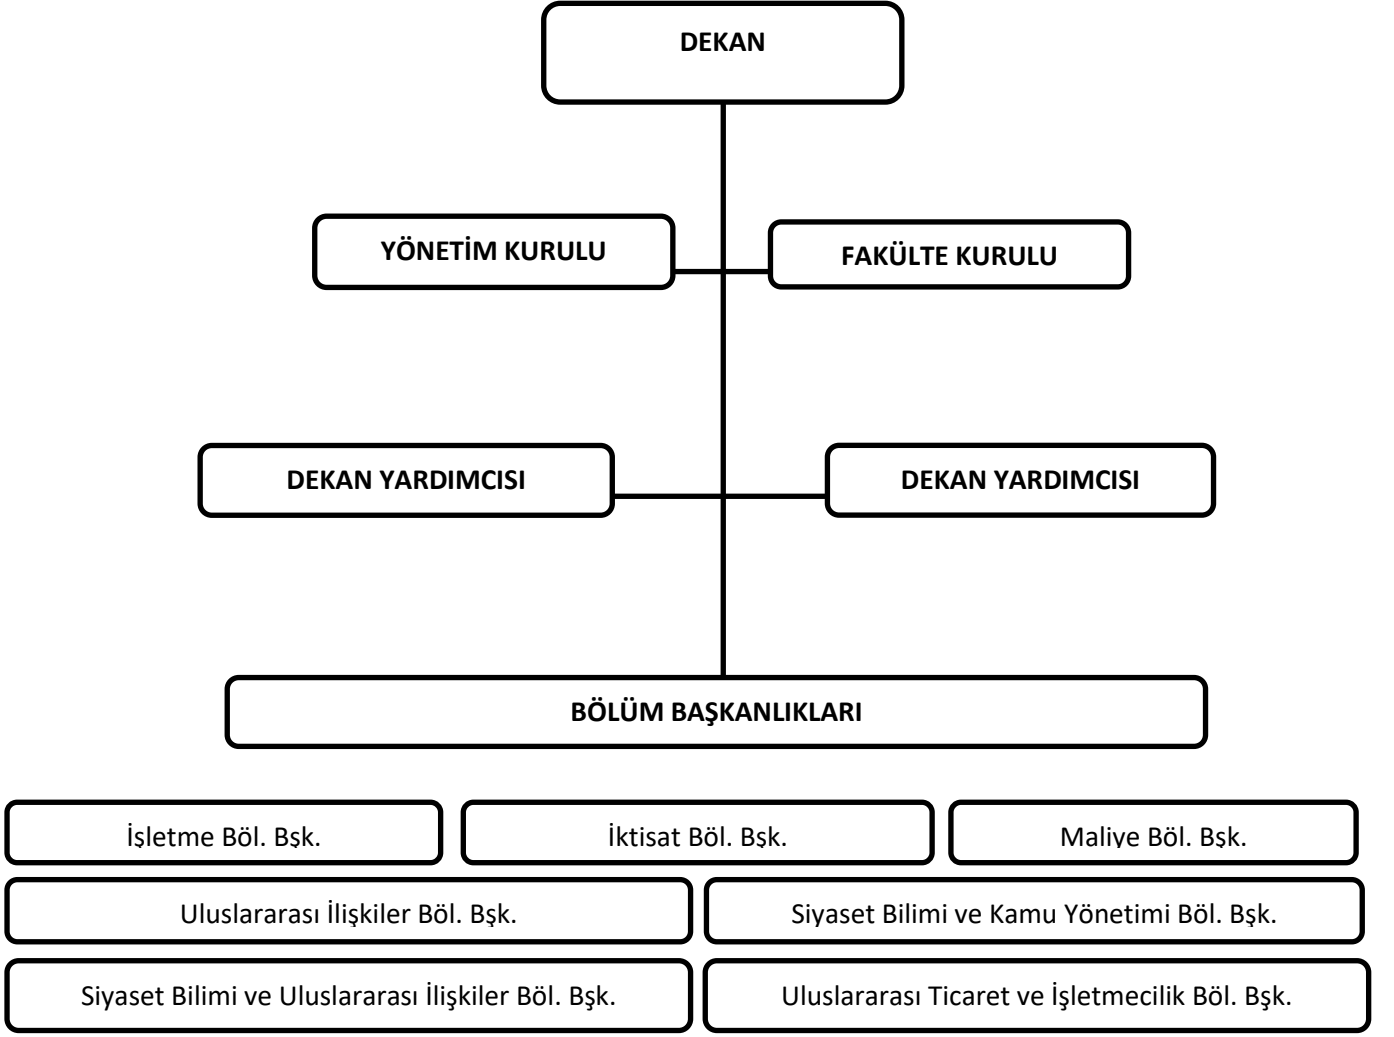 DEKAN
YÖNETİM KURULU
FAKÜLTE KURULU
DEKAN YARDIMCISI
DEKAN YARDIMCISI
BÖLÜM BAŞKANLIKLARI
İşletme Böl. Bşk.
İktisat Böl. Bşk.
Maliye Böl. Bşk.
Uluslararası İlişkiler Böl. Bşk.
Siyaset Bilimi ve Kamu Yönetimi Böl. Bşk.
Siyaset Bilimi ve Uluslararası İlişkiler Böl. Bşk.
Uluslararası Ticaret ve İşletmecilik Böl. Bşk.